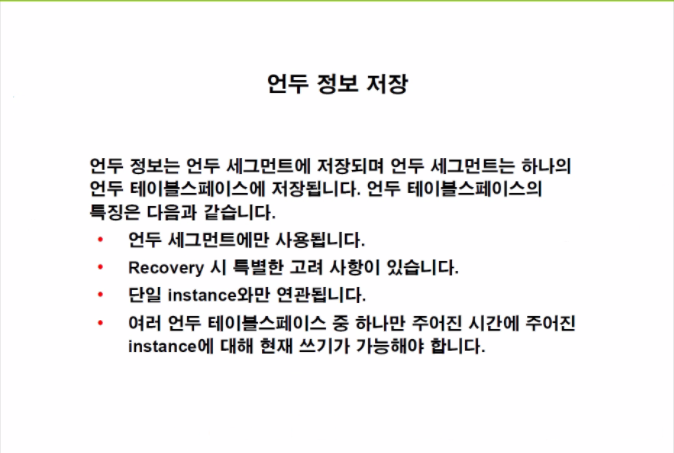 언두 정보 저장
언두 정보는 언두 세그먼트에 저장되며 언두 세그먼트는 하나의
언두 테이블스페이스에 저장됩니다. 언두 테이블스페이스의
특징은 다음과 같습니다.
• 언두 세그먼트에만 사용됩니다.
• Recovery 시 특별한 고려 사항이 있습니다.
• 단일 instance와만 연관됩니다.
• 여러 언두 테이블스페이스 중 하나만 주어진 시간에 주어진
instance에 대해 현재 쓰기가 가능해야 합니다.